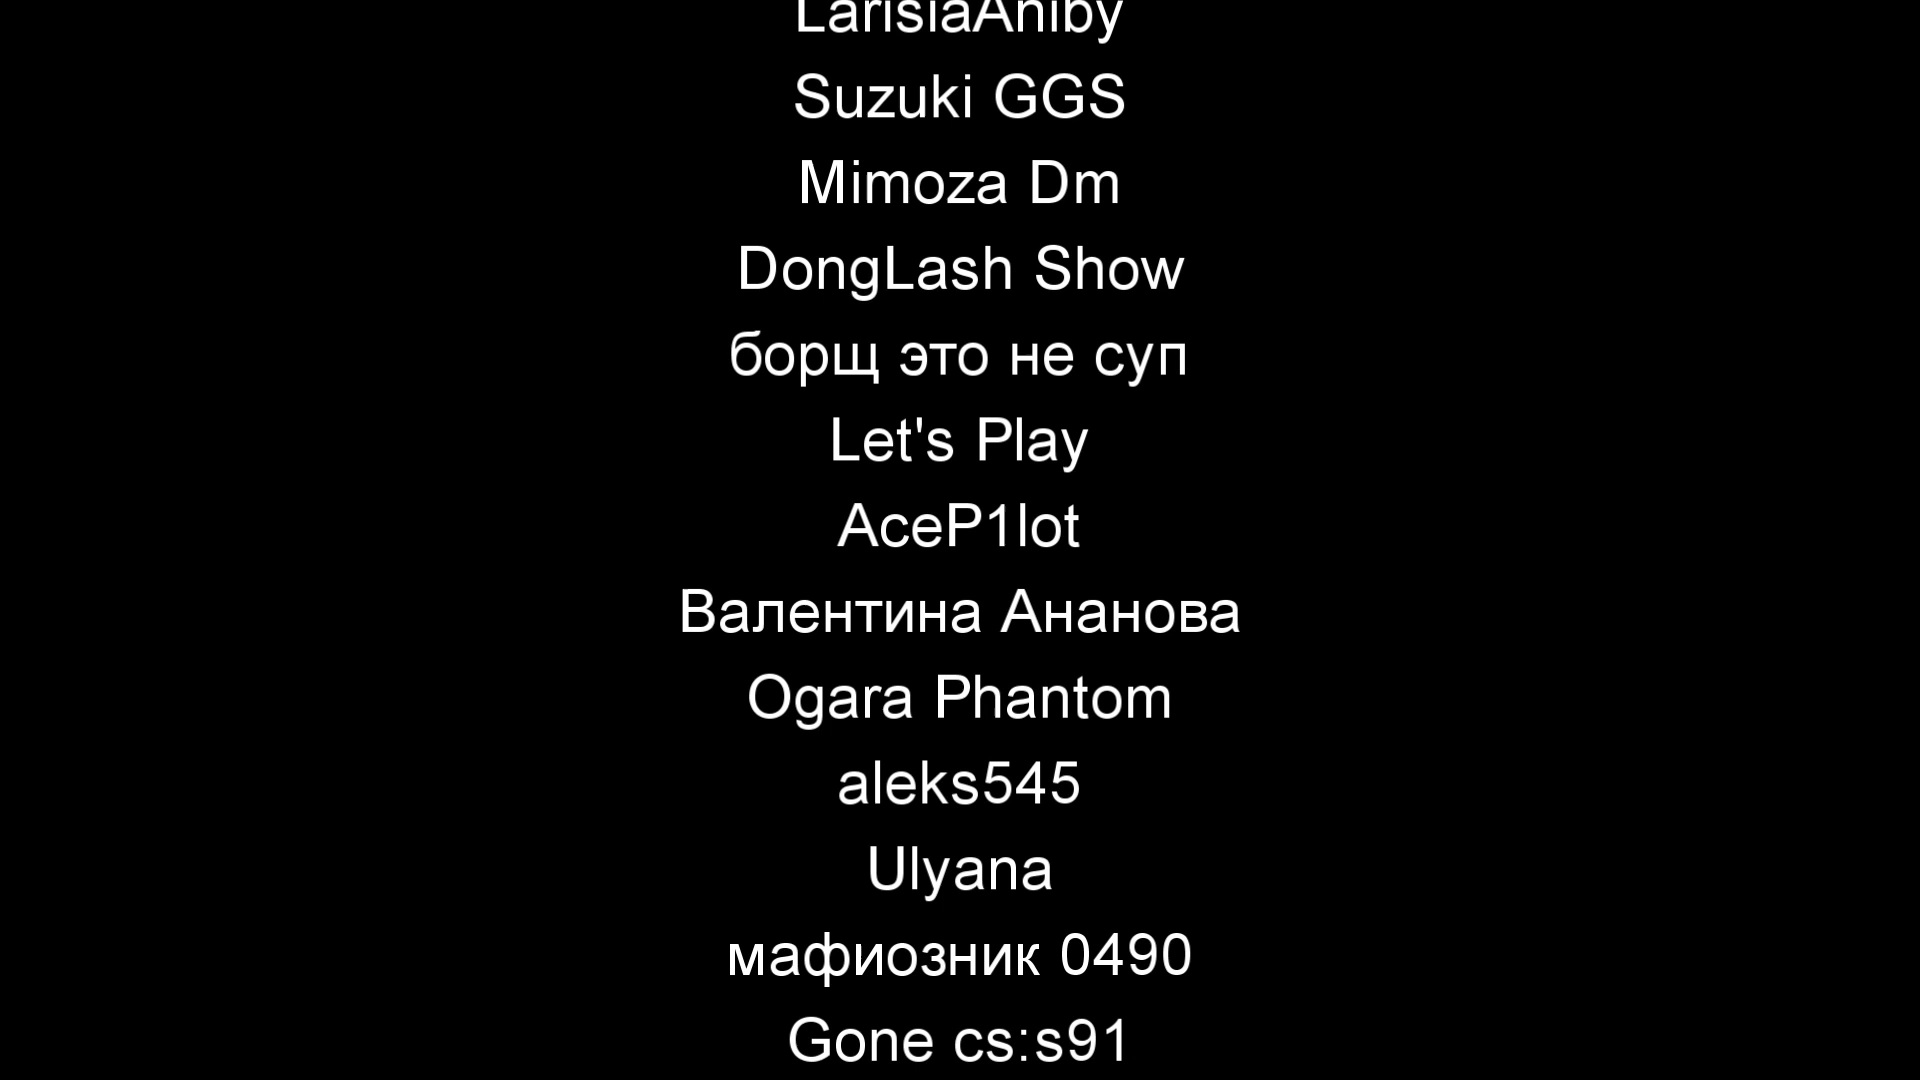 LarisiaAniby
Suzuki GGS
Mimoza Dm
DongLash Show
борщ это не суп
Let's Play
AceP1lot
Валентина Ананова
Ogara Phantom
aleks545
Ulyana
мафиозник 0490
Gone cs:s91